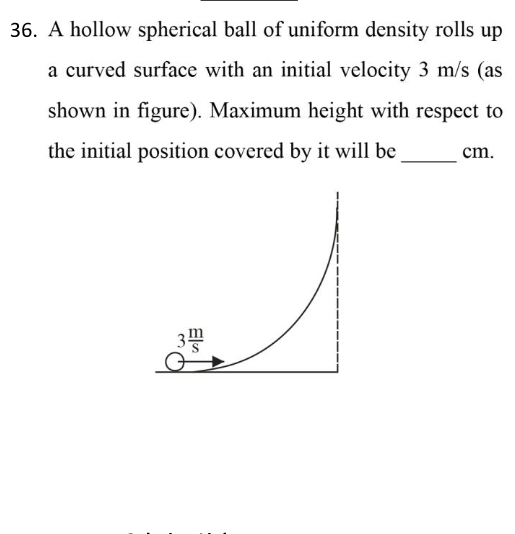 36. A hollow spherical ball of uniform density rolls up
a curved surface with an initial velocity 3 m/s (as
shown in figure). Maximum height with respect to
the initial position covered by it will be _____ cm.
3 m/s